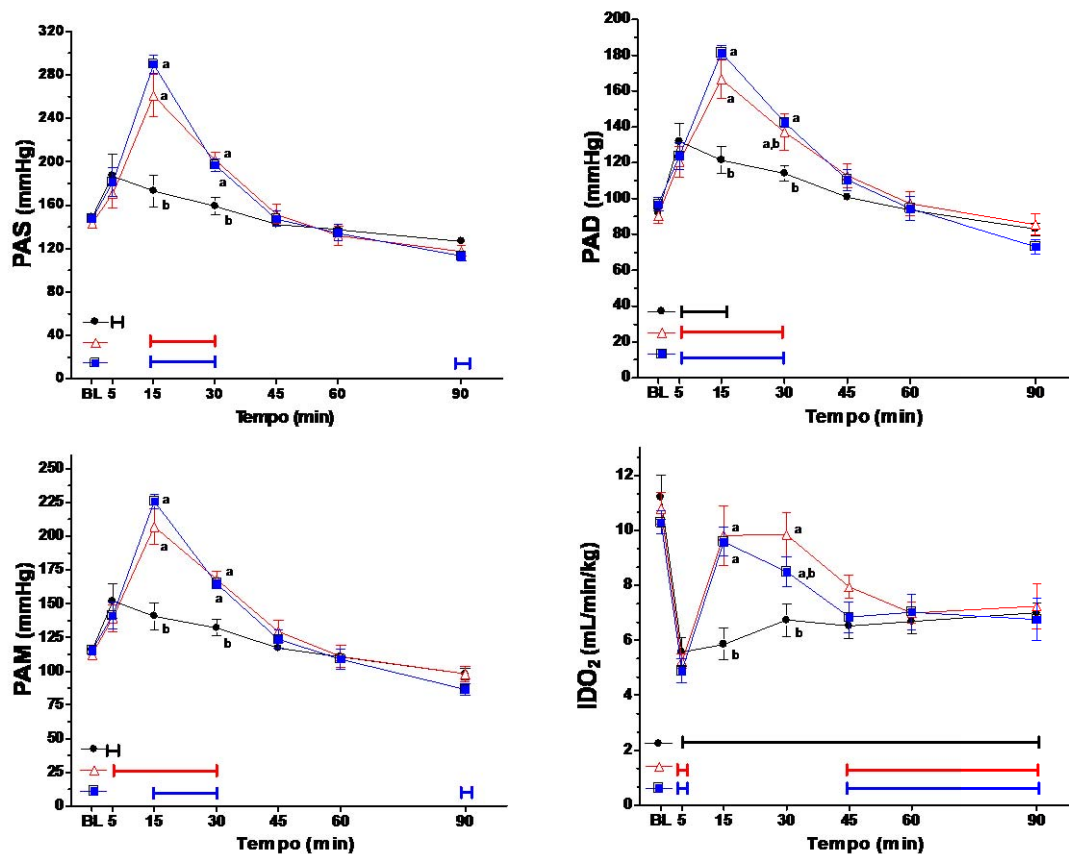 320
280
240
200
160
120
80
40
0
PAS (mmHg)
a
a
a
a
b
b
BL 5 15 30 45 60 90
Tempo (min)
200
180
160
140
120
100
80
60
40
20
0
PAD (mmHg)
a
a
a
a,b
b
b
BL 5 15 30 45 60 90
Tempo (min)
250
225
200
175
150
125
100
75
50
25
0
PAM (mmHg)
a
a
a
a
b
b
BL 5 15 30 45 60 90
Tempo (min)
12
10
8
6
4
2
0
IDO₂ (mL/min/kg)
a
a
a
a,b
b
b
BL 5 15 30 45 60 90
Tempo (min)